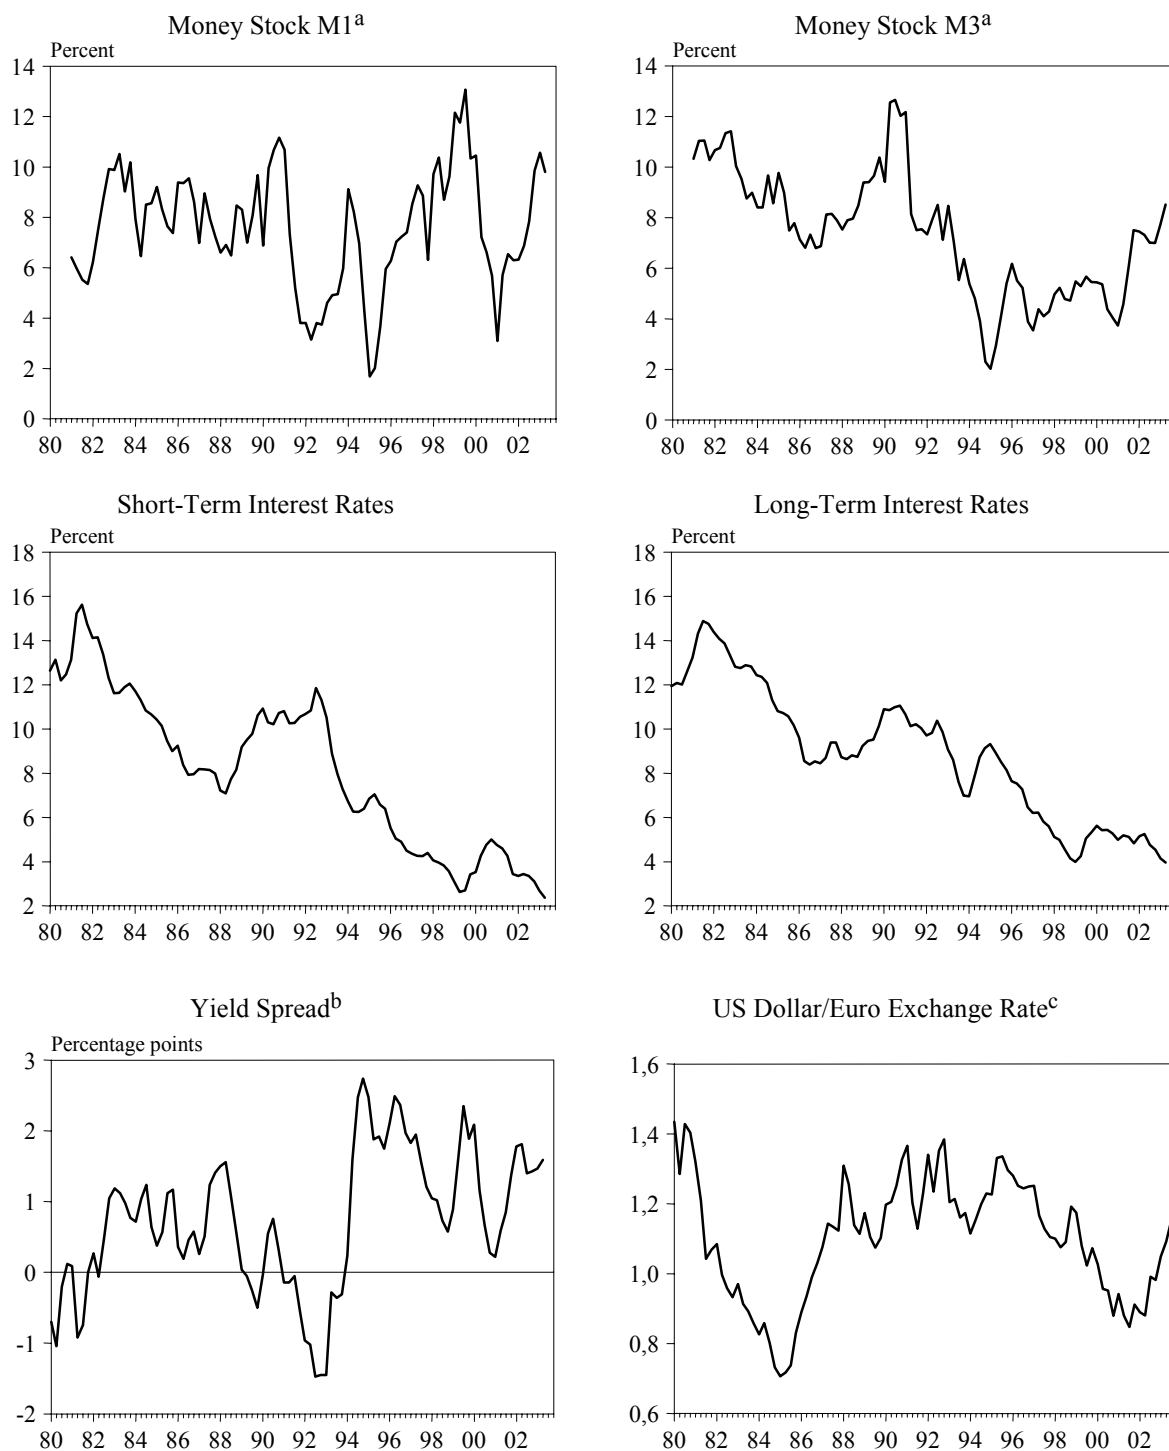 Money Stock M1a
Percent
14
12
10
8
6
4
2
0
80 82 84 86 88 90 92 94 96 98 00 02
Money Stock M3a
Percent
14
12
10
8
6
4
2
0
80 82 84 86 88 90 92 94 96 98 00 02
Short-Term Interest Rates
Percent
18
16
14
12
10
8
6
4
2
80 82 84 86 88 90 92 94 96 98 00 02
Long-Term Interest Rates
Percent
18
16
14
12
10
8
6
4
2
80 82 84 86 88 90 92 94 96 98 00 02
Yield Spreadb
Percentage points
3
2
1
0
-1
-2
80 82 84 86 88 90 92 94 96 98 00 02
US Dollar/Euro Exchange Ratec
1,6
1,4
1,2
1,0
0,8
0,6
80 82 84 86 88 90 92 94 96 98 00 02